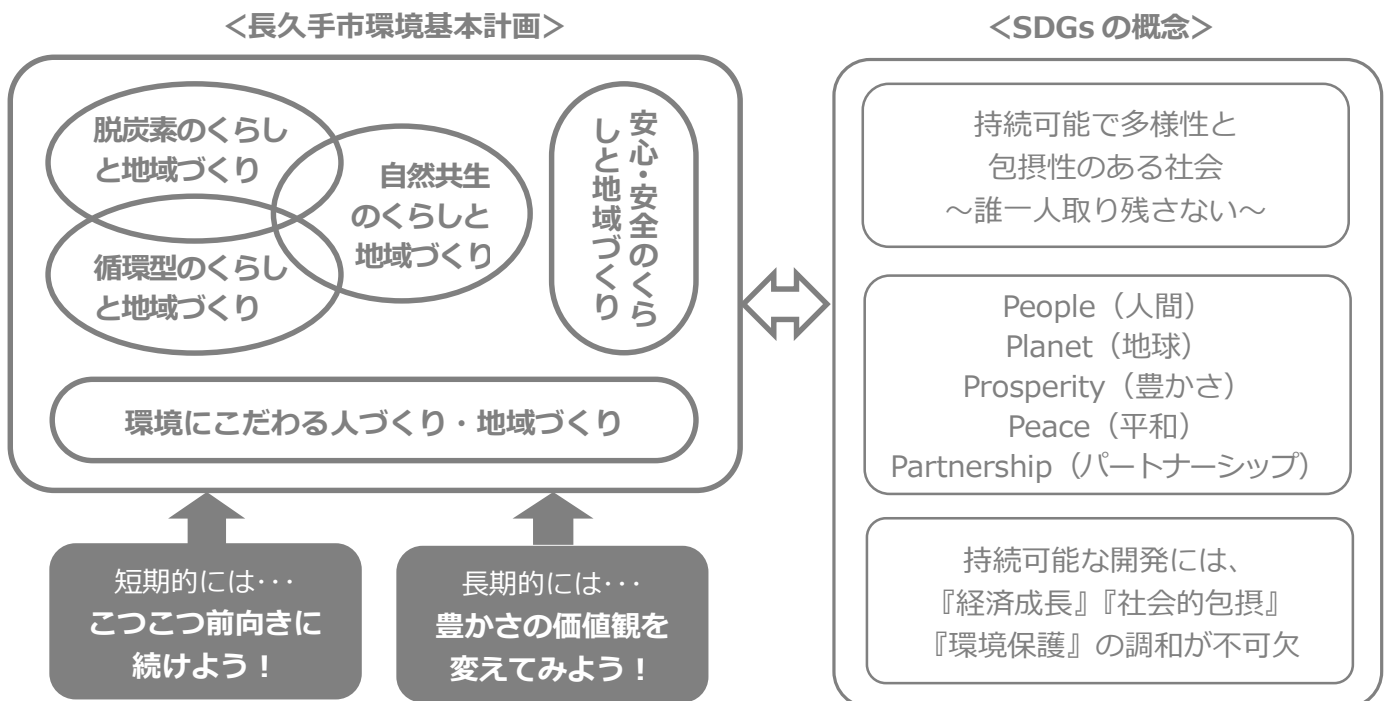 <長久手市環境基本計画>
脱炭素のくらし
と地域づくり
自然共生
のくらしと
地域づくり
循環型のくらし
と地域づくり
安心・安全のくら
しと地域づくり
環境にこだわる人づくり・地域づくり
短期的には･･･
こつこつ前向きに
続けよう！
長期的には･･･
豊かさの価値観を
変えてみよう！
<SDGs の概念>
持続可能で多様性と
包摂性のある社会
～誰一人取り残さない～
People（人間）
Planet（地球）
Prosperity（豊かさ）
Peace（平和）
Partnership（パートナーシップ）
持続可能な開発には、
『経済成長』『社会的包摂』
『環境保護』の調和が不可欠